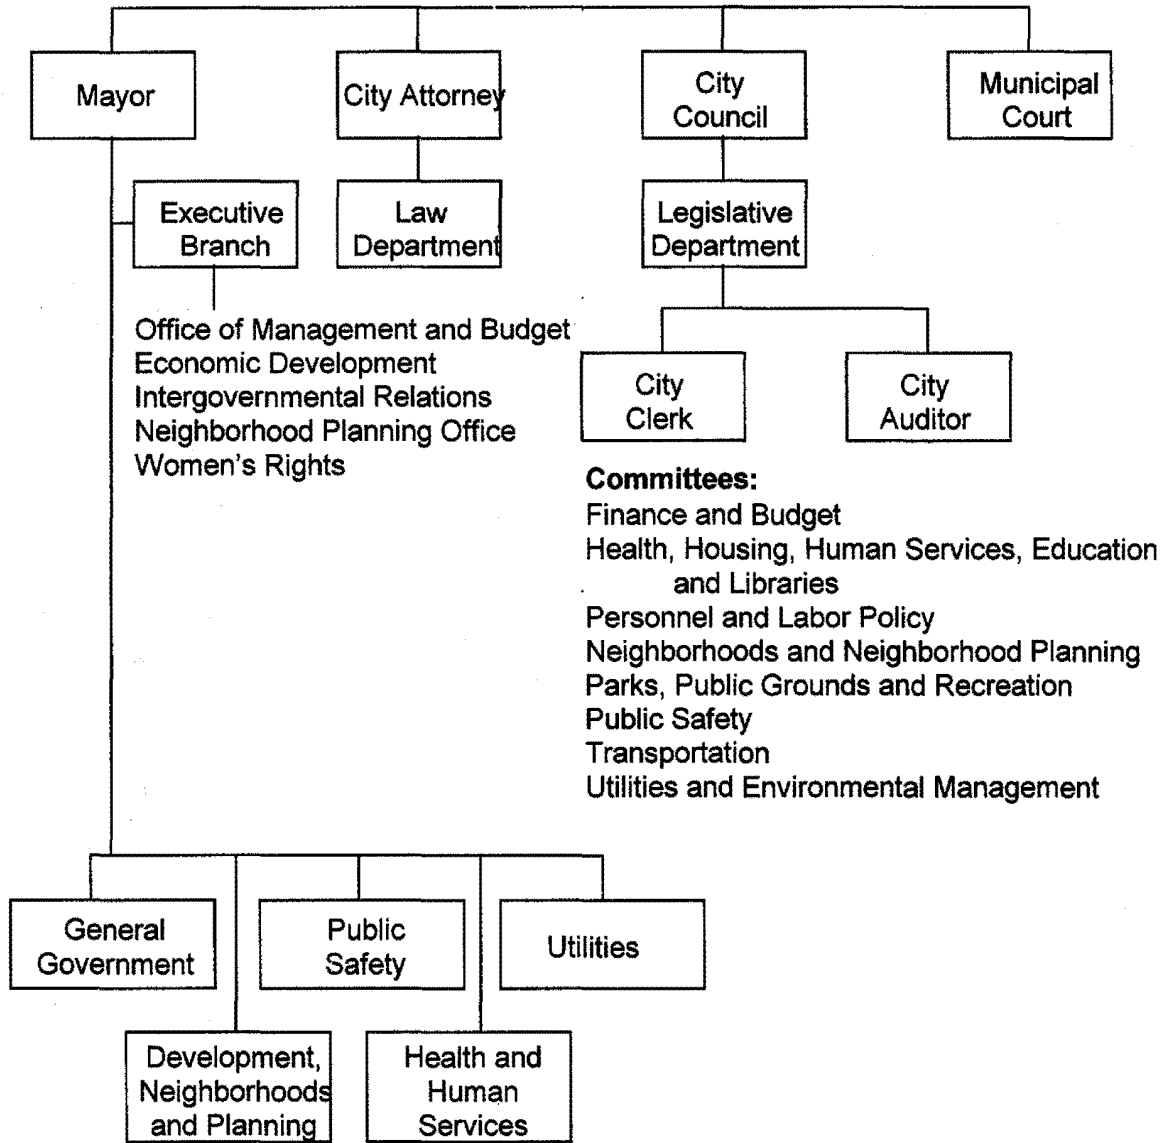 Mayor
City Attorney
City
Council
Municipal
Court
Executive
Branch
Law
Department
Legislative
Department
Office of Management and Budget
Economic Development
Intergovernmental Relations
Neighborhood Planning Office
Women's Rights
City
Clerk
City
Auditor
Committees:
Finance and Budget
Health, Housing, Human Services, Education
and Libraries
Personnel and Labor Policy
Neighborhoods and Neighborhood Planning
Parks, Public Grounds and Recreation
Public Safety
Transportation
Utilities and Environmental Management
General
Government
Public
Safety
Utilities
Development,
Neighborhoods
and Planning
Health and
Human
Services